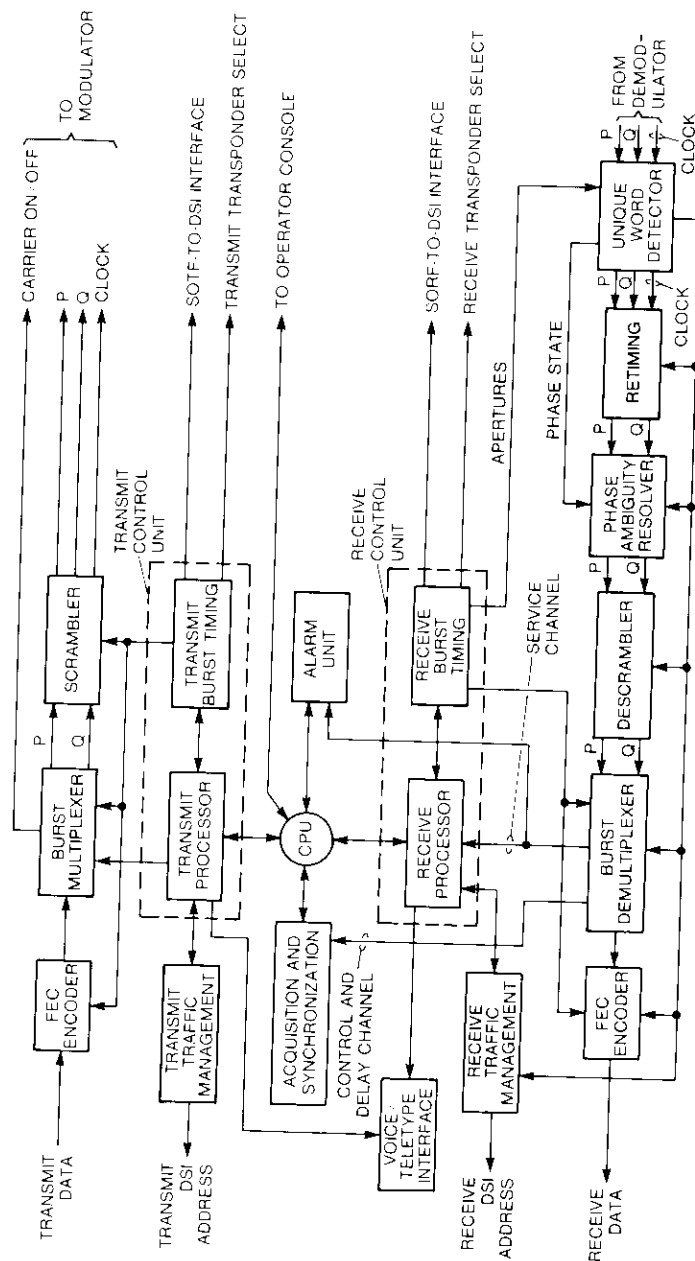 CARRIER ON/OFF
TO
MODULATOR
P
Q
CLOCK
SOTF-TO-DSI INTERFACE
TRANSMIT TRANSPONDER SELECT
TO OPERATOR CONSOLE
SORF-TO-DSI INTERFACE
RECEIVE TRANSPONDER SELECT
TRANSMIT
DATA
FEC
ENCODER
BURST
MULTIPLEXER
P
Q
SCRAMBLER
TRANSMIT
CONTROL
UNIT
TRANSMIT
DSI
ADDRESS
TRANSMIT
TRAFFIC
MANAGEMENT
TRANSMIT
PROCESSOR
TRANSMIT
BURST TIMING
ACQUISITION AND
SYNCHRONIZATION
CPU
ALARM
UNIT
CONTROL AND
DELAY CHANNEL
VOICE/
TELETYPE
INTERFACE
RECEIVE
CONTROL
UNIT
RECEIVE
PROCESSOR
RECEIVE
BURST
TIMING
APERTURES
SERVICE
CHANNEL
RECEIVE
DSI
ADDRESS
RECEIVE
TRAFFIC
MANAGEMENT
PHASE STATE
RECEIVE
DATA
FEC
ENCODER
BURST
DEMULTIPLEXER
P
Q
DESCRAMBLER
P
Q
PHASE
AMBIGUITY
RESOLVER
P
Q
RETIMING
P
Q
CLOCK
UNIQUE
WORD
DETECTOR
P
Q
CLOCK
FROM
DEMOD-
ULATOR